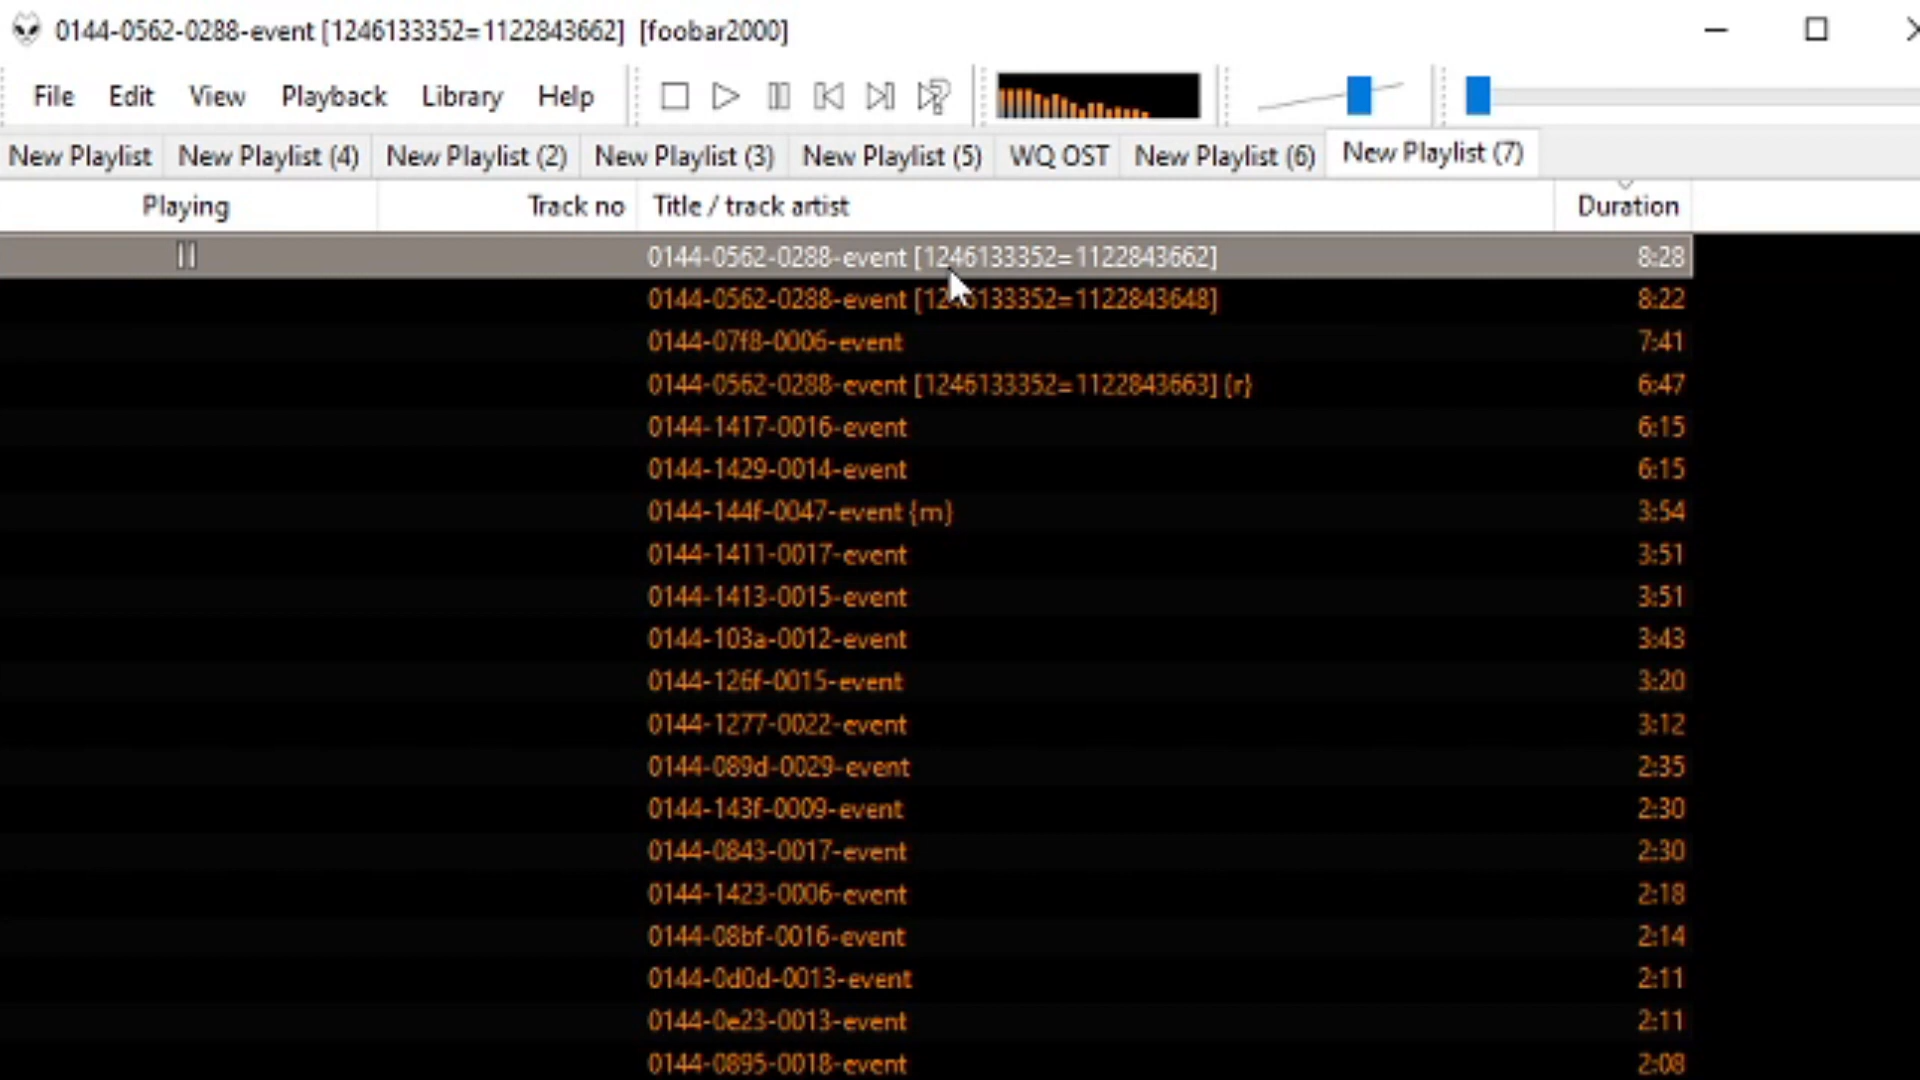 0144-0562-0288-event [1246133352=1122843662] [foobar2000]
File Edit View Playback Library Help
New Playlist New Playlist (4) New Playlist (2) New Playlist (3) New Playlist (5) WQ OST New Playlist (6) New Playlist (7)
Playing Track no Title / track artist Duration
0144-0562-0288-event [1246133352=1122843662] 8:28
0144-0562-0288-event [1246133352=1122843648] 8:22
0144-07f8-0006-event 7:41
0144-0562-0288-event [1246133352=1122843663] {r} 6:47
0144-1417-0016-event 6:15
0144-1429-0014-event 6:15
0144-144f-0047-event {m} 3:54
0144-1411-0017-event 3:51
0144-1413-0015-event 3:51
0144-103a-0012-event 3:43
0144-126f-0015-event 3:20
0144-1277-0022-event 3:12
0144-089d-0029-event 2:35
0144-143f-0009-event 2:30
0144-0843-0017-event 2:30
0144-1423-0006-event 2:18
0144-08bf-0016-event 2:14
0144-0d0d-0013-event 2:11
0144-0e23-0013-event 2:11
0144-0895-0018-event 2:08